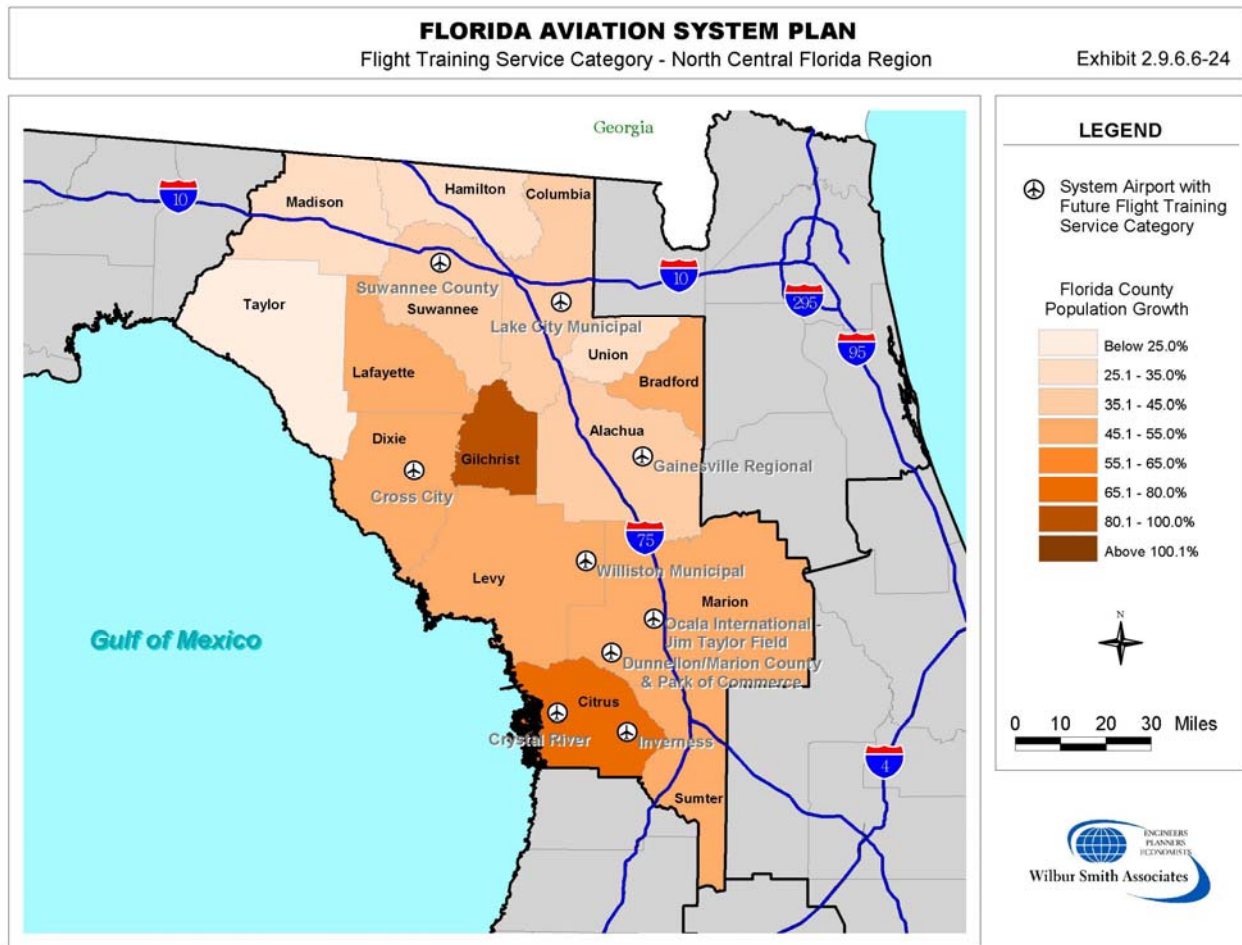 FLORIDA AVIATION SYSTEM PLAN
Flight Training Service Category - North Central Florida Region
Exhibit 2.9.6.6-24
Georgia
Hamilton
Columbia
Madison
10
Suwannee County
Suwannee
Taylor
Lake City Municipal
10
295
95
Union
Lafayette
Bradford
Dixie
Alachua
Gilchrist
Gainesville Regional
Cross City
75
Williston Municipal
Levy
Marion
Ocala International -
Jim Taylor Field
Gulf of Mexico
Dunnellon/Marion County
& Park of Commerce
Citrus
Crystal River
Inverness
4
Sumter
LEGEND
System Airport with
Future Flight Training
Service Category
Florida County
Population Growth
Below 25.0%
25.1 - 35.0%
35.1 - 45.0%
45.1 - 55.0%
55.1 - 65.0%
65.1 - 80.0%
80.1 - 100.0%
Above 100.1%
N
0 10 20 30 Miles
ENGINEERS
PLANNERS
ECONOMISTS
Wilbur Smith Associates